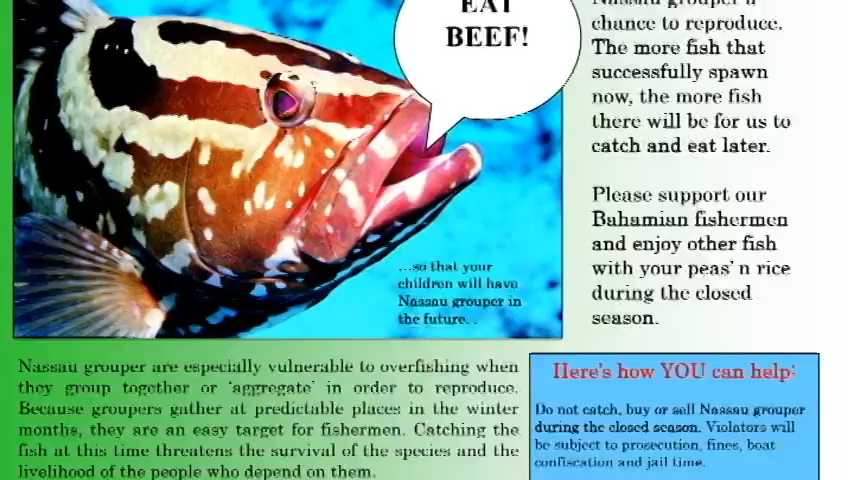 EAT
BEEF!
Nassau grouper a
chance to reproduce.
The more fish that
successfully spawn
now, the more fish
there will be for us to
catch and eat later.
Please support our
Bahamian fishermen
and enjoy other fish
with your peas' n rice
during the closed
season.
...so that your
children will have
Nassau grouper in
the future. .
Nassau grouper are especially vulnerable to overfishing when
they group together or 'aggregate' in order to reproduce.
Because groupers gather at predictable places in the winter
months, they are an easy target for fishermen. Catching the
fish at this time threatens the survival of the species and the
livelihood of the people who depend on them.
Here's how YOU can help:
Do not catch, buy or sell Nassau grouper
during the closed season. Violators will
be subject to prosecution, fines, boat
confiscation and jail time.